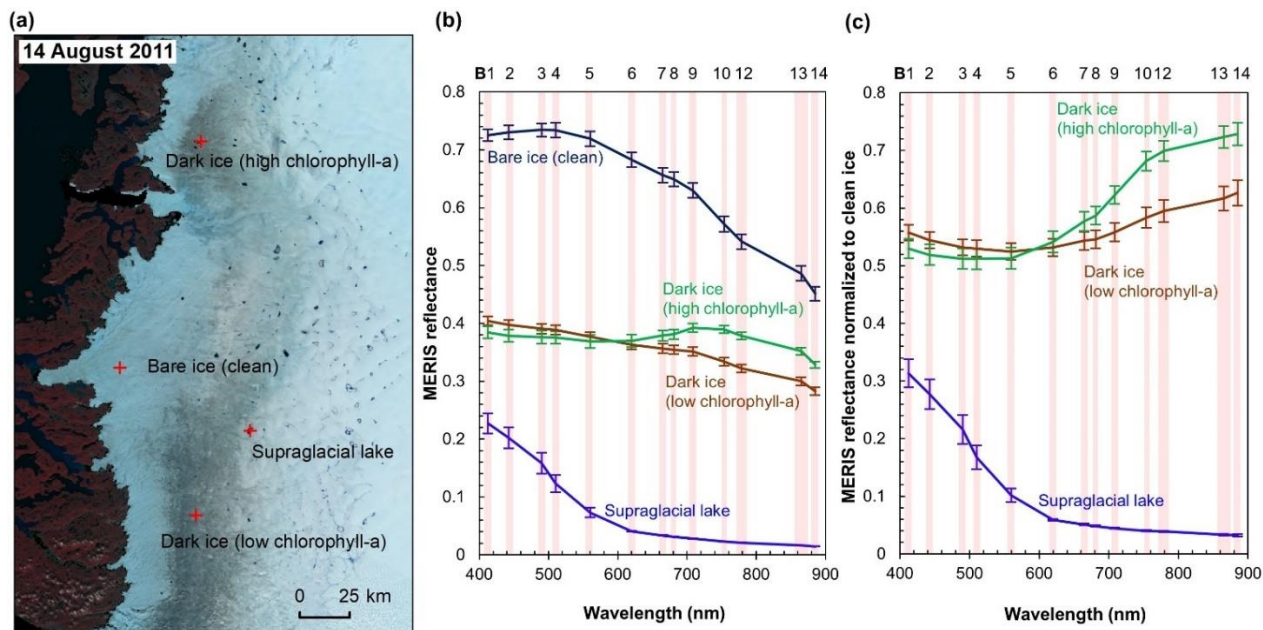 (a)
14 August 2011
Dark ice (high chlorophyll-a)
Bare ice (clean)
Supraglacial lake
Dark ice (low chlorophyll-a)
0 25 km
(b)
B1 2 3 4 5 6 7 8 9 10 12 13 14
0.8
0.7
0.6
0.5
0.4
0.3
0.2
0.1
0
MERIS reflectance
Bare ice (clean)
Dark ice
(high chlorophyll-a)
Dark ice
(low chlorophyll-a)
Supraglacial lake
400 500 600 700 800 900
Wavelength (nm)
(c)
B1 2 3 4 5 6 7 8 9 10 12 13 14
0.8
0.7
0.6
0.5
0.4
0.3
0.2
0.1
0
MERIS reflectance normalized to clean ice
Dark ice
(high chlorophyll-a)
Dark ice
(low chlorophyll-a)
Supraglacial lake
400 500 600 700 800 900
Wavelength (nm)